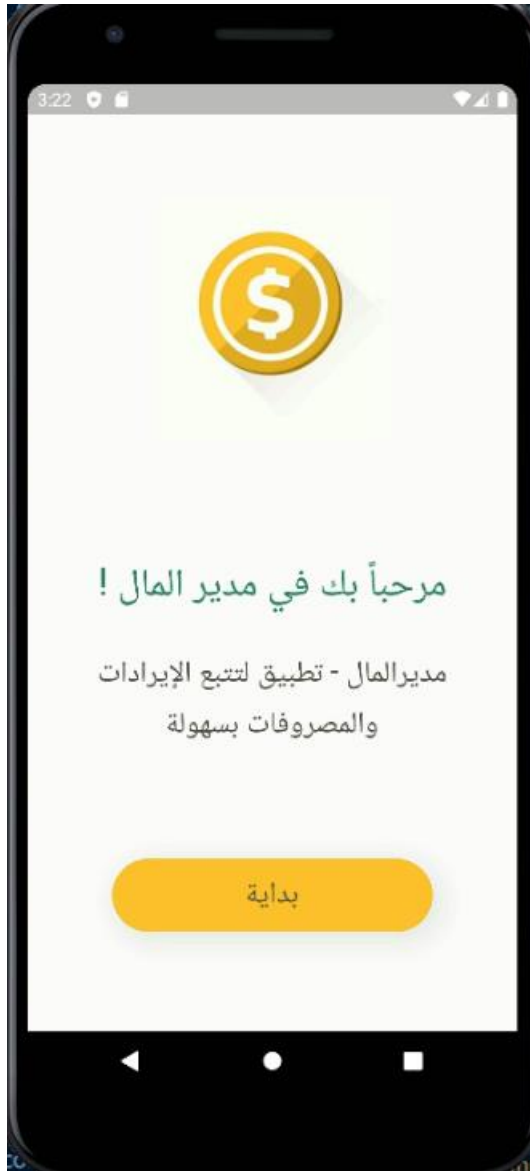 3:22
$
مرحباً بك في مدير المال !
مديرالمال - تطبيق لتتبع الإيرادات
والمصروفات بسهولة
بداية